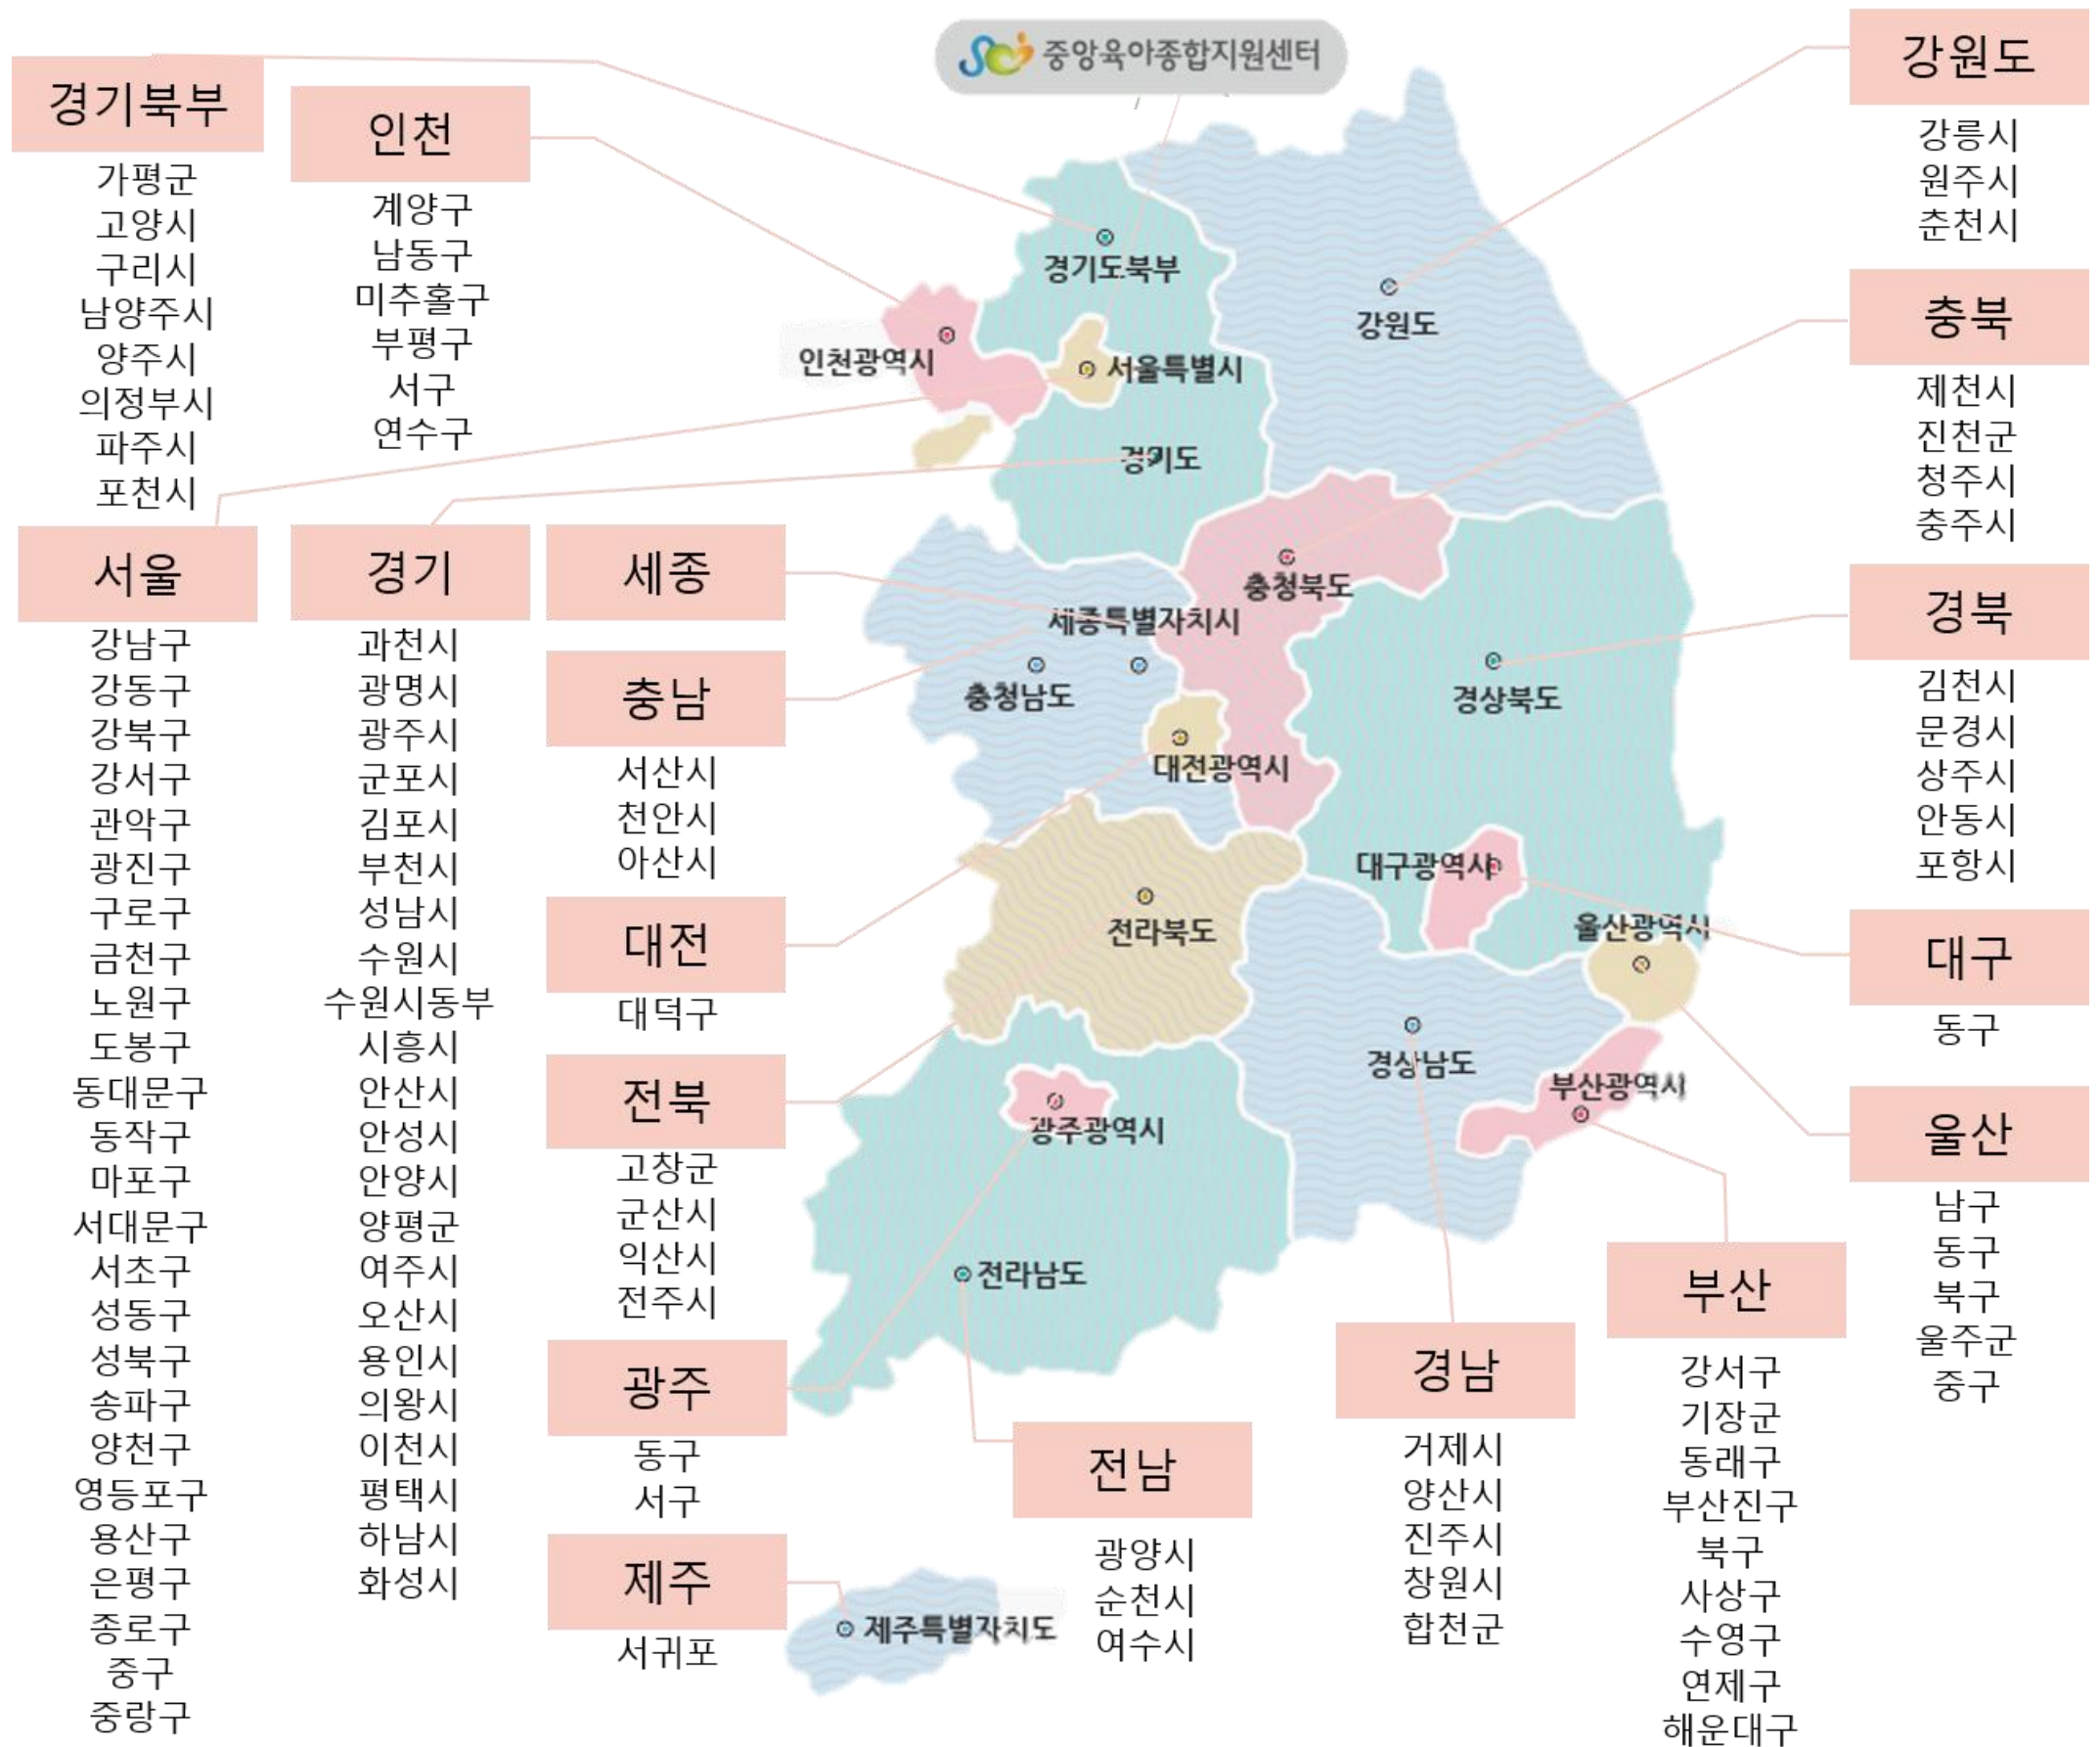 중앙육아종합지원센터
경기북부
가평군
고양시
구리시
남양주시
양주시
의정부시
파주시
포천시
인천
계양구
남동구
미추홀구
부평구
서구
연수구
서울
강남구
강동구
강북구
강서구
관악구
광진구
구로구
금천구
노원구
도봉구
동대문구
동작구
마포구
서대문구
서초구
성동구
성북구
송파구
양천구
영등포구
용산구
은평구
종로구
중구
중랑구
경기
과천시
광명시
광주시
군포시
김포시
부천시
성남시
수원시
수원시동부
시흥시
안산시
안성시
안양시
양평군
여주시
오산시
용인시
의왕시
이천시
평택시
하남시
화성시
세종
충남
서산시
천안시
아산시
대전
대덕구
전북
고창군
군산시
익산시
전주시
광주
동구
서구
제주
서귀포
경기도북부
강원도
인천광역시
서울특별시
경기도
충청북도
세종특별자치시
충청남도
경상북도
대전광역시
대구광역시
전라북도
울산광역시
경상남도
부산광역시
광주광역시
전라남도
제주특별자치도
전남
광양시
순천시
여수시
경남
거제시
양산시
진주시
창원시
합천군
부산
강서구
기장군
동래구
부산진구
북구
사상구
수영구
연제구
해운대구
강원도
강릉시
원주시
춘천시
충북
제천시
진천군
청주시
충주시
경북
김천시
문경시
상주시
안동시
포항시
대구
동구
울산
남구
동구
북구
울주군
중구